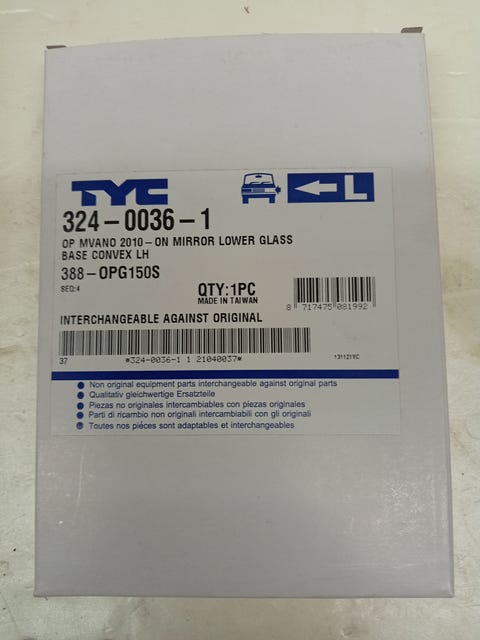 TYC
L
324-0036-1
OP MVANO 2010-ON MIRROR LOWER GLASS
BASE CONVEX LH
388-OPG150S
SEQ:4
QTY:1PC
MADE IN TAIWAN
8 717475 081992
INTERCHANGEABLE AGAINST ORIGINAL
37 *324-0036-1 1 21040037*
● Non original equipment parts interchangeable against original parts
● Qualitativ gleichwertige Ersatzteile
● Piezas no originales intercambiables con piezas originales
● Parti di ricambio non originali intercambiabili con gli originali
● Toutes nos piéces sont adaptables et interchangeables